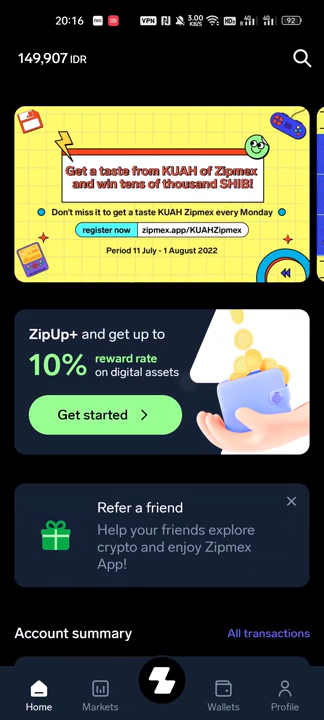 20:16
VPN
3.00
KB/S
HD₂
4G
4G
92
149,907 IDR
Get a taste from KUAH of Zipmex
and win tens of thousand SHIB!
Don't miss it to get a taste KUAH Zipmex every Monday
register now zipmex.app/KUAHZipmex
Period 11 July - 1 August 2022
ZipUp+ and get up to
10% reward rate
on digital assets
Get started
Refer a friend
Help your friends explore
crypto and enjoy Zipmex
App!
Account summary
All transactions
Home
Markets
Wallets
Profile